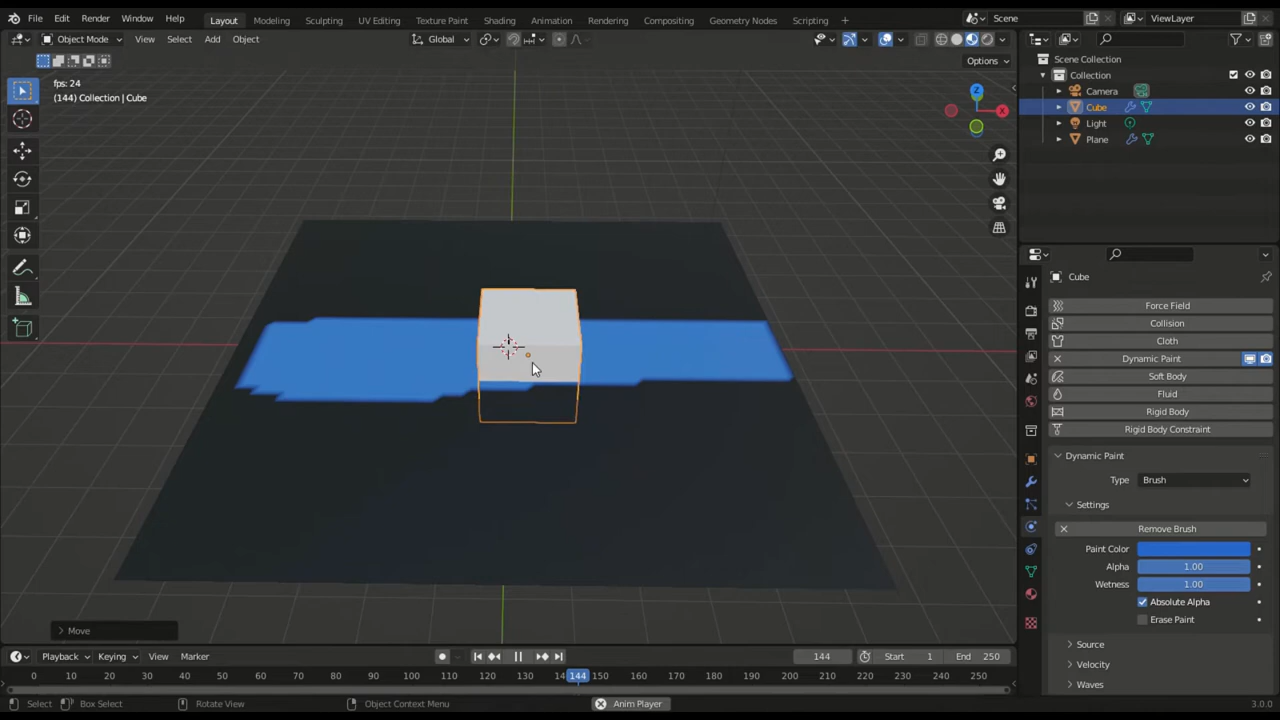 File Edit Render Window Help Layout Modeling Sculpting UV Editing Texture Paint Shading Animation Rendering Compositing Geometry Nodes Scripting + Scene ViewLayer
Object Mode View Select Add Object Global
Options
fps: 24
(144) Collection | Cube
Z
X
Scene Collection
Collection
Camera
Cube
Light
Plane
Cube
Force Field
Collision
Cloth
Dynamic Paint
Soft Body
Fluid
Rigid Body
Rigid Body Constraint
Dynamic Paint
Type Brush
Settings
Remove Brush
Paint Color
Alpha 1.00
Wetness 1.00
Absolute Alpha
Erase Paint
Source
Velocity
Waves
Move
Playback Keying View Marker 144 Start 1 End 250
0 10 20 30 40 50 60 70 80 90 100 110 120 130 14 144 150 160 170 180 190 200 210 220 230 240 250
Select Box Select Rotate View Object Context Menu Anim Player 3.0.0